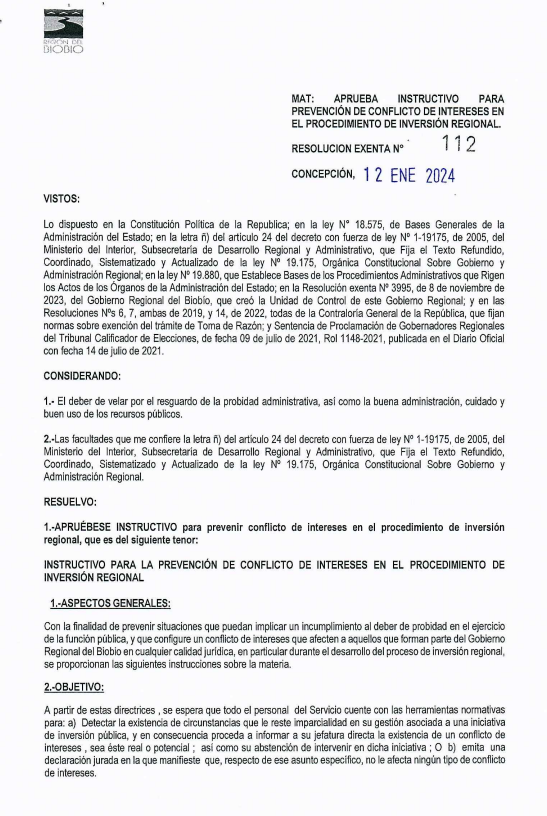 REGIÓN DEL
BIOBIO
MAT: APRUEBA INSTRUCTIVO PARA
PREVENCIÓN DE CONFLICTO DE INTERESES EN
EL PROCEDIMIENTO DE INVERSIÓN REGIONAL.
RESOLUCION EXENTA N° 112
CONCEPCIÓN, 12 ENE 2024
VISTOS:
Lo dispuesto en la Constitución Política de la Republica; en la ley N° 18.575, de Bases Generales de la
Administración del Estado; en la letra ñ) del articulo 24 del decreto con fuerza de ley N° 1-19175, de 2005, del
Ministerio del Interior, Subsecretaria de Desarrollo Regional y Administrativo, que Fija el Texto Refundido,
Coordinado, Sistematizado y Actualizado de la ley N° 19.175, Orgánica Constitucional Sobre Gobierno y
Administración Regional; en la ley N° 19.880, que Establece Bases de los Procedimientos Administrativos que Rigen
los Actos de los Órganos de la Administración del Estado; en la Resolución exenta N° 3995, de 8 de noviembre de
2023, del Gobierno Regional del Biobío, que creó la Unidad de Control de este Gobierno Regional; y en las
Resoluciones Nºs 6, 7, ambas de 2019, y 14, de 2022, todas de la Contraloría General de la República, que fijan
normas sobre exención del trámite de Toma de Razón; y Sentencia de Proclamación de Gobernadores Regionales
del Tribunal Calificador de Elecciones, de fecha 09 de julio de 2021, Rol 1148-2021, publicada en el Diario Oficial
con fecha 14 de julio de 2021.
CONSIDERANDO:
1.- El deber de velar por el resguardo de la probidad administrativa, así como la buena administración, cuidado y
buen uso de los recursos públicos.
2.-Las facultades que me confiere la letra ñ) del articulo 24 del decreto con fuerza de ley N° 1-19175, de 2005, del
Ministerio del Interior, Subsecretaria de Desarrollo Regional y Administrativo, que Fija el Texto Refundido,
Coordinado, Sistematizado y Actualizado de la ley Nº 19.175, Orgánica Constitucional Sobre Gobierno y
Administración Regional.
RESUELVO:
1.-APRUÉBESE INSTRUCTIVO para prevenir conflicto de intereses en el procedimiento de inversión
regional, que es del siguiente tenor:
INSTRUCTIVO PARA LA PREVENCIÓN DE CONFLICTO DE INTERESES EN EL PROCEDIMIENTO DE
INVERSIÓN REGIONAL
1.-ASPECTOS GENERALES:
Con la finalidad de prevenir situaciones que puedan implicar un incumplimiento al deber de probidad en el ejercicio
de la función pública, y que configure un conflicto de intereses que afecten a aquellos que forman parte del Gobierno
Regional del Biobio en cualquier calidad jurídica, en particular durante el desarrollo del proceso de inversión regional,
se proporcionan las siguientes instrucciones sobre la materia.
2.-OBJETIVO:
A partir de estas directrices , se espera que todo el personal del Servicio cuente con las herramientas normativas
para: a) Detectar la existencia de circunstancias que le reste imparcialidad en su gestión asociada a una iniciativa
de inversión pública, y en consecuencia proceda a informar a su jefatura directa la existencia de un conflicto de
intereses , sea éste real o potencial ; así como su abstención de intervenir en dicha iniciativa ; O b) emita una
declaración jurada en la que manifieste que, respecto de ese asunto específico, no le afecta ningún tipo de conflicto
de intereses.